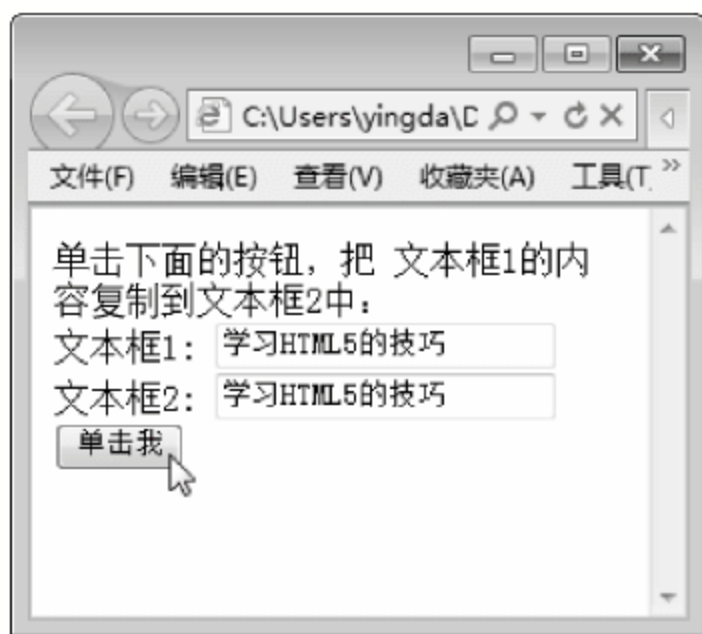 C:\Users\yingda\D
文件(F) 编辑(E) 查看(V) 收藏夹(A) 工具(T
单击下面的按钮，把 文本框1的内
容复制到文本框2中：
文本框1： 学习HTML5的技巧
文本框2： 学习HTML5的技巧
单击我